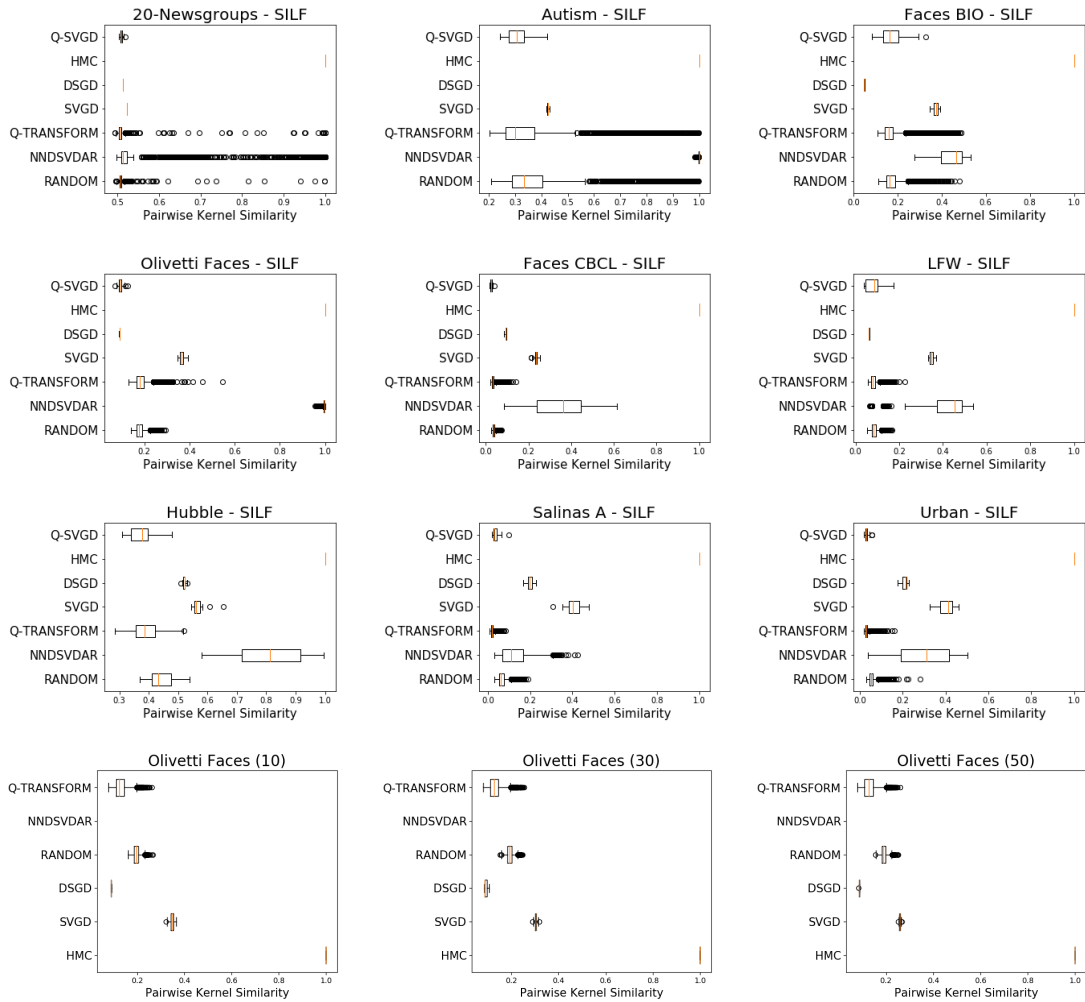 20-Newsgroups - SILF
Q-SVGD
HMC
DSGD
SVGD
Q-TRANSFORM
NNDSVDAR
RANDOM
0.5 0.6 0.7 0.8 0.9 1.0
Pairwise Kernel Similarity
Autism - SILF
Q-SVGD
HMC
DSGD
SVGD
Q-TRANSFORM
NNDSVDAR
RANDOM
0.2 0.3 0.4 0.5 0.6 0.7 0.8 0.9 1.0
Pairwise Kernel Similarity
Faces BIO - SILF
Q-SVGD
HMC
DSGD
SVGD
Q-TRANSFORM
NNDSVDAR
RANDOM
0.0 0.2 0.4 0.6 0.8 1.0
Pairwise Kernel Similarity
Olivetti Faces - SILF
Q-SVGD
HMC
DSGD
SVGD
Q-TRANSFORM
NNDSVDAR
RANDOM
0.2 0.4 0.6 0.8 1.0
Pairwise Kernel Similarity
Faces CBCL - SILF
Q-SVGD
HMC
DSGD
SVGD
Q-TRANSFORM
NNDSVDAR
RANDOM
0.0 0.2 0.4 0.6 0.8 1.0
Pairwise Kernel Similarity
LFW - SILF
Q-SVGD
HMC
DSGD
SVGD
Q-TRANSFORM
NNDSVDAR
RANDOM
0.0 0.2 0.4 0.6 0.8 1.0
Pairwise Kernel Similarity
Hubble - SILF
Q-SVGD
HMC
DSGD
SVGD
Q-TRANSFORM
NNDSVDAR
RANDOM
0.3 0.4 0.5 0.6 0.7 0.8 0.9 1.0
Pairwise Kernel Similarity
Salinas A - SILF
Q-SVGD
HMC
DSGD
SVGD
Q-TRANSFORM
NNDSVDAR
RANDOM
0.0 0.2 0.4 0.6 0.8 1.0
Pairwise Kernel Similarity
Urban - SILF
Q-SVGD
HMC
DSGD
SVGD
Q-TRANSFORM
NNDSVDAR
RANDOM
0.0 0.2 0.4 0.6 0.8 1.0
Pairwise Kernel Similarity
Olivetti Faces (10)
Q-TRANSFORM
NNDSVDAR
RANDOM
DSGD
SVGD
HMC
0.2 0.4 0.6 0.8 1.0
Pairwise Kernel Similarity
Olivetti Faces (30)
Q-TRANSFORM
NNDSVDAR
RANDOM
DSGD
SVGD
HMC
0.2 0.4 0.6 0.8 1.0
Pairwise Kernel Similarity
Olivetti Faces (50)
Q-TRANSFORM
NNDSVDAR
RANDOM
DSGD
SVGD
HMC
0.2 0.4 0.6 0.8 1.0
Pairwise Kernel Similarity